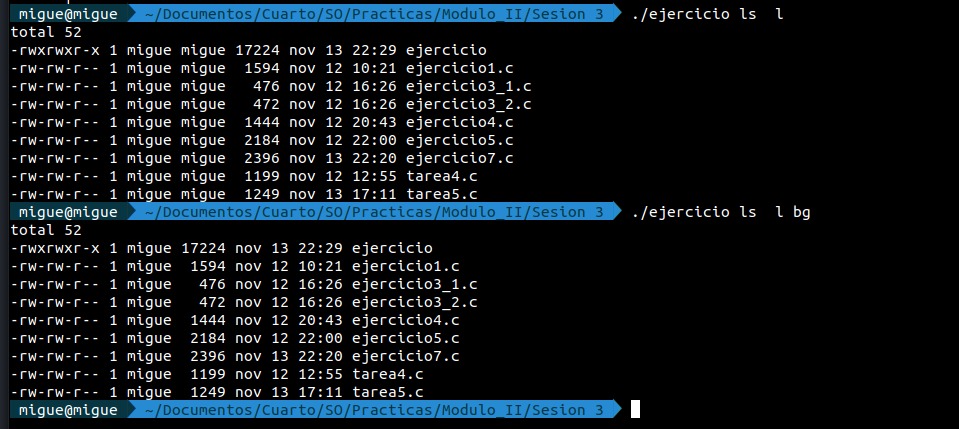 migue@migue ~/Documentos/Cuarto/SO/Practicas/Modulo_II/Sesion 3 ./ejercicio ls  l
total 52
-rwxrwxr-x 1 migue migue 17224 nov 13 22:29 ejercicio
-rw-rw-r-- 1 migue migue  1594 nov 12 10:21 ejercicio1.c
-rw-rw-r-- 1 migue migue   476 nov 12 16:26 ejercicio3_1.c
-rw-rw-r-- 1 migue migue   472 nov 12 16:26 ejercicio3_2.c
-rw-rw-r-- 1 migue migue  1444 nov 12 20:43 ejercicio4.c
-rw-rw-r-- 1 migue migue  2184 nov 12 22:00 ejercicio5.c
-rw-rw-r-- 1 migue migue  2396 nov 13 22:20 ejercicio7.c
-rw-rw-r-- 1 migue migue  1199 nov 12 12:55 tarea4.c
-rw-rw-r-- 1 migue migue  1249 nov 13 17:11 tarea5.c
migue@migue ~/Documentos/Cuarto/SO/Practicas/Modulo_II/Sesion 3 ./ejercicio ls  l bg
total 52
-rwxrwxr-x 1 migue 17224 nov 13 22:29 ejercicio
-rw-rw-r-- 1 migue  1594 nov 12 10:21 ejercicio1.c
-rw-rw-r-- 1 migue   476 nov 12 16:26 ejercicio3_1.c
-rw-rw-r-- 1 migue   472 nov 12 16:26 ejercicio3_2.c
-rw-rw-r-- 1 migue  1444 nov 12 20:43 ejercicio4.c
-rw-rw-r-- 1 migue  2184 nov 12 22:00 ejercicio5.c
-rw-rw-r-- 1 migue  2396 nov 13 22:20 ejercicio7.c
-rw-rw-r-- 1 migue  1199 nov 12 12:55 tarea4.c
-rw-rw-r-- 1 migue  1249 nov 13 17:11 tarea5.c
migue@migue ~/Documentos/Cuarto/SO/Practicas/Modulo_II/Sesion 3